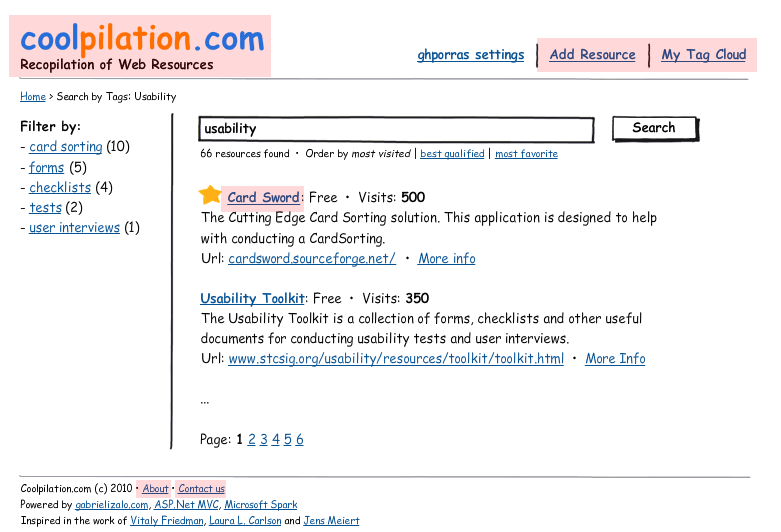 coolpilation.com
Recopilation of Web Resources
ghporras settings | Add Resource | My Tag Cloud
Home > Search by Tags: Usability
Filter by:
- card sorting (10)
- forms (5)
- checklists (4)
- tests (2)
- user interviews (1)
usability
Search
66 resources found • Order by most visited | best qualified | most favorite
Card Sword: Free • Visits: 500
The Cutting Edge Card Sorting solution. This application is designed to help
with conducting a CardSorting.
Url: cardsword.sourceforge.net/ • More info
Usability Toolkit: Free • Visits: 350
The Usability Toolkit is a collection of forms, checklists and other useful
documents for conducting usability tests and user interviews.
Url: www.stcsig.org/usability/resources/toolkit/toolkit.html • More Info
...
Page: 1 2 3 4 5 6
Coolpilation.com (c) 2010 • About • Contact us
Powered by gabrielizalo.com, ASP.Net MVC, Microsoft Spark
Inspired in the work of Vitaly Friedman, Laura L. Carlson and Jens Meiert